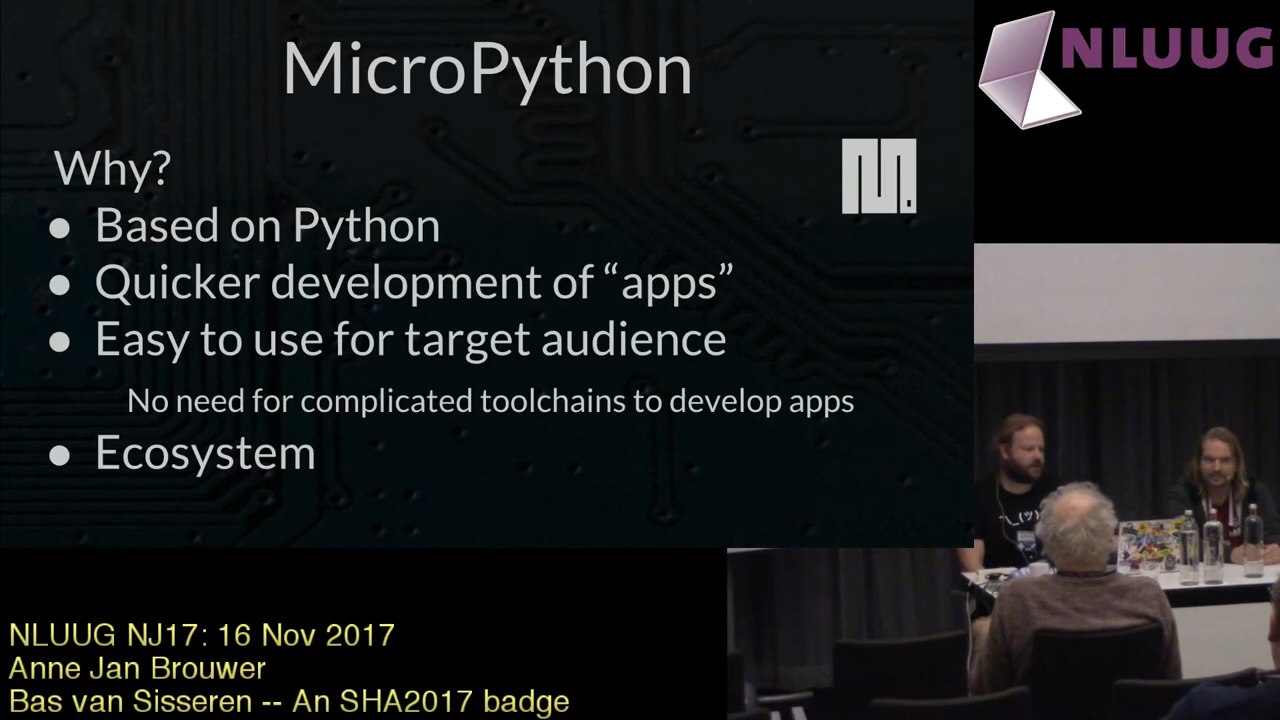 MicroPython
NLUUG
Why?
● Based on Python
● Quicker development of “apps”
● Easy to use for target audience
No need for complicated toolchains to develop apps
● Ecosystem
NLUUG NJ17: 16 Nov 2017
Anne Jan Brouwer
Bas van Sisseren -- An SHA2017 badge